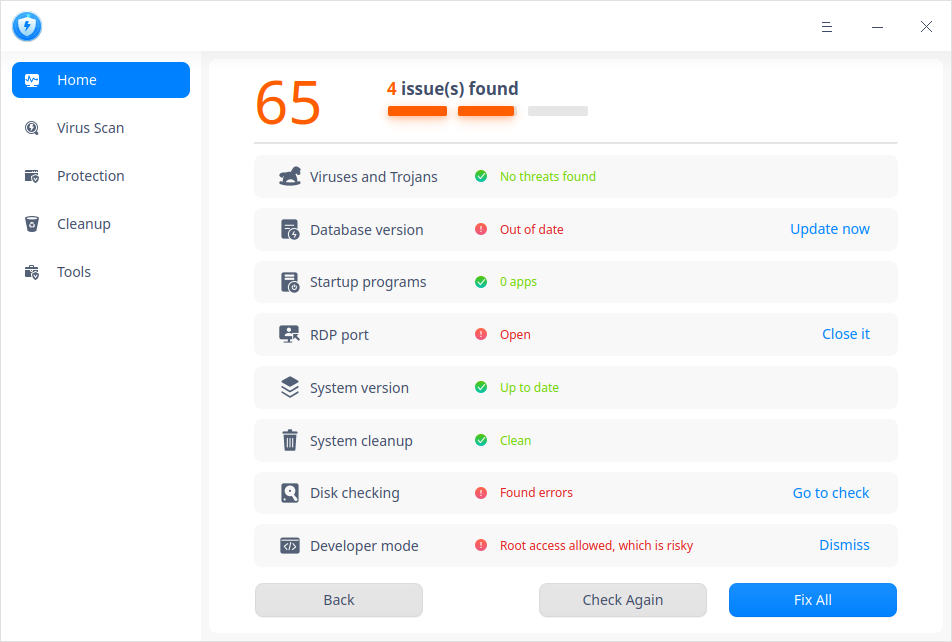 Home
Virus Scan
Protection
Cleanup
Tools
65
4 issue(s) found
Viruses and Trojans No threats found
Database version Out of date Update now
Startup programs 0 apps
RDP port Open Close it
System version Up to date
System cleanup Clean
Disk checking Found errors Go to check
Developer mode Root access allowed, which is risky Dismiss
Back Check Again Fix All